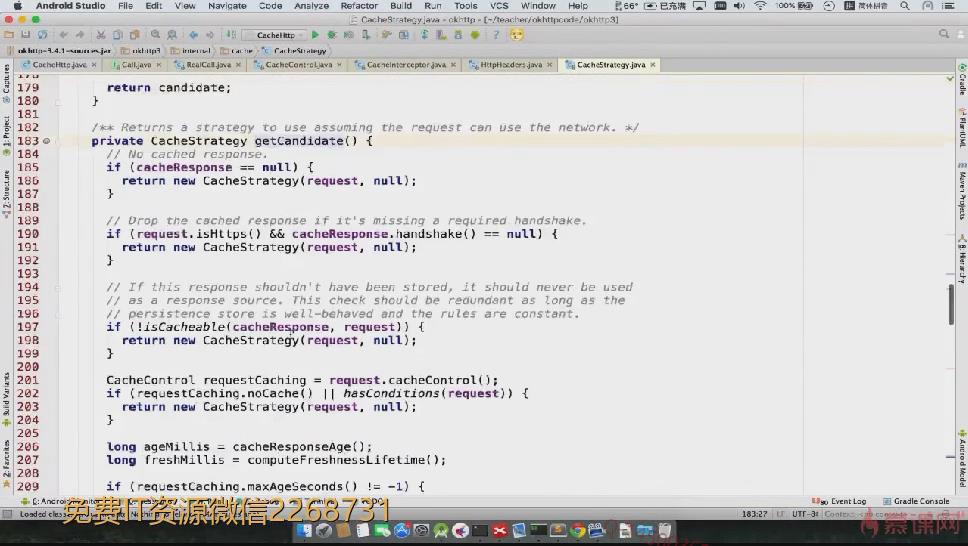 Android Studio File Edit View Navigate Code Analyze Refactor Build Run Tools VCS Window Help 66° 已充满 100% 简体拼音
CacheStrategy.java - okhttp - [~/teacher/okhttpcode/okhttp3]
CacheHttp
okhttp-3.4.1-sources.jar okhttp3 internal cache CacheStrategy
CacheHttp.java Call.java RealCall.java CacheControl.java CacheInterceptor.java HttpHeaders.java CacheStrategy.java
Captures
1: Project
2: Structure
Build Variants
2: Favorites
179 return candidate;
180 }
181
182 /** Returns a strategy to use assuming the request can use the network. */
183 private CacheStrategy getCandidate() {
184 // No cached response.
185 if (cacheResponse == null) {
186 return new CacheStrategy(request, null);
187 }
188
189 // Drop the cached response if it's missing a required handshake.
190 if (request.isHttps() && cacheResponse.handshake() == null) {
191 return new CacheStrategy(request, null);
192 }
193
194 // If this response shouldn't have been stored, it should never be used
195 // as a response source. This check should be redundant as long as the
196 // persistence store is well-behaved and the rules are constant.
197 if (!isCacheable(cacheResponse, request)) {
198 return new CacheStrategy(request, null);
199 }
200
201 CacheControl requestCaching = request.cacheControl();
202 if (requestCaching.noCache() || hasConditions(request)) {
203 return new CacheStrategy(request, null);
204 }
205
206 long ageMillis = cacheResponseAge();
207 long freshMillis = computeFreshnessLifetime();
208
209 if (requestCaching.maxAgeSeconds() != -1) {
Gradle
PlantUML
Maven Projects
Hierarchy
Android Model
Event Log Gradle Console
183:27 UTF-8
免费IT资源微信2268731
慕课网